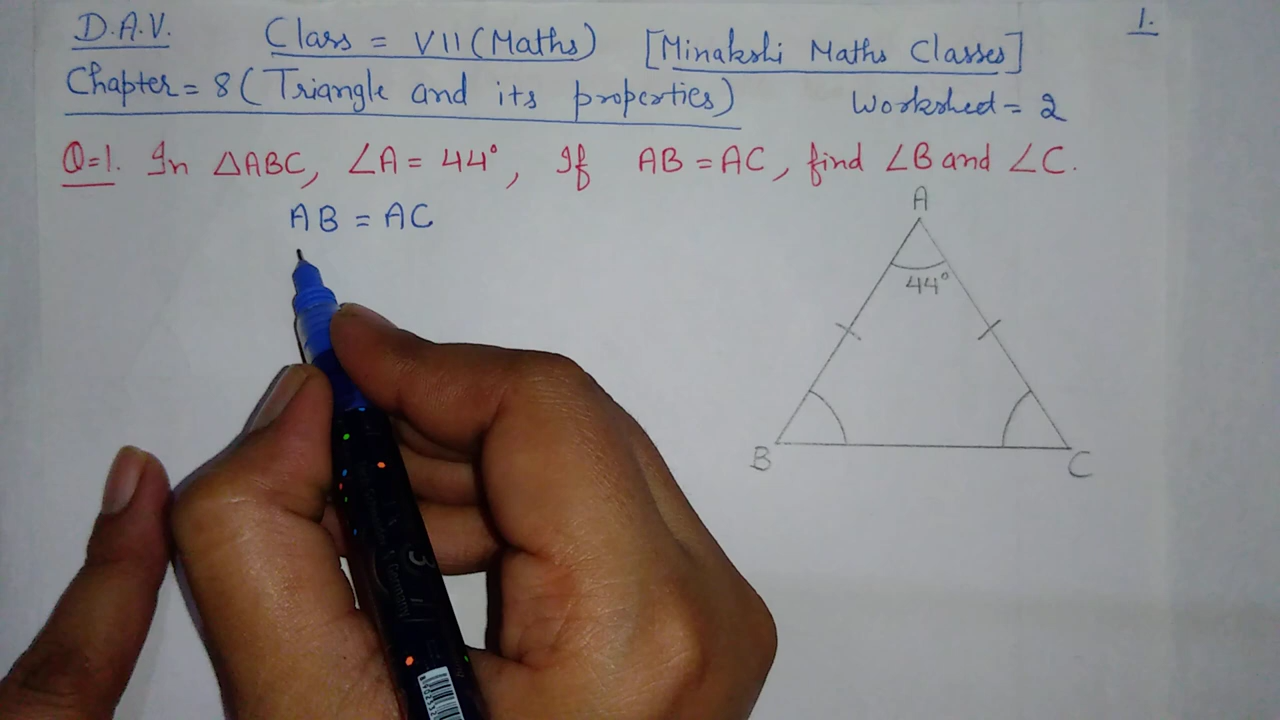 1.
D.A.V. Class = VII (Maths) [Minakshi Maths Classes]
Chapter = 8 (Triangle and its properties) Worksheet = 2
Q=1. In △ABC, ∠A = 44°, If AB = AC, find ∠B and ∠C.
AB = AC
A
44°
B C
Germany